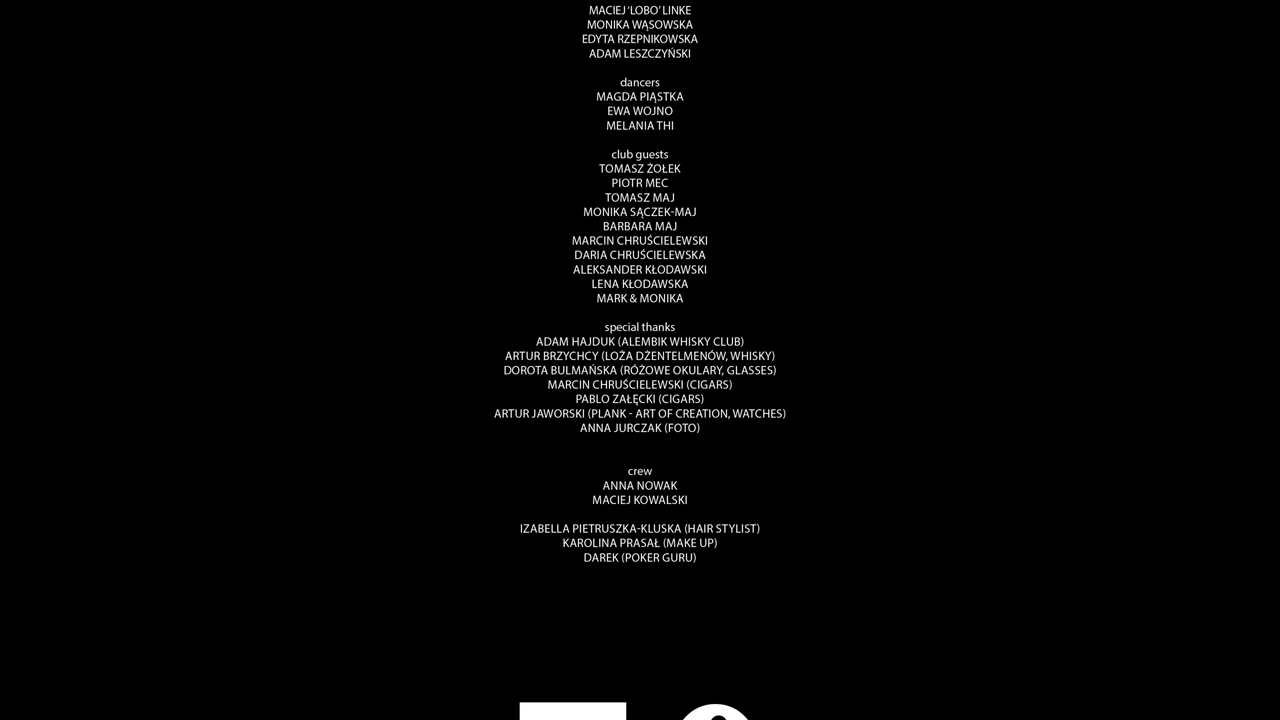 MACIEJ ‘LOBO’ LINKE
MONIKA WĄSOWSKA
EDYTA RZEPNIKOWSKA
ADAM LESZCZYŃSKI
dancers
MAGDA PIĄSTKA
EWA WOJNO
MELANIA THI
club guests
TOMASZ ŻOŁEK
PIOTR MEC
TOMASZ MAJ
MONIKA SĄCZEK-MAJ
BARBARA MAJ
MARCIN CHRUŚCIELEWSKI
DARIA CHRUŚCIELEWSKA
ALEKSANDER KŁODAWSKI
LENA KŁODAWSKA
MARK & MONIKA
special thanks
ADAM HAJDUK (ALEMBIK WHISKY CLUB)
ARTUR BRZYCHCY (LOŻA DŻENTELMENÓW, WHISKY)
DOROTA BULMAŃSKA (RÓŻOWE OKULARY, GLASSES)
MARCIN CHRUŚCIELEWSKI (CIGARS)
PABLO ZAŁĘCKI (CIGARS)
ARTUR JAWORSKI (PLANK - ART OF CREATION, WATCHES)
ANNA JURCZAK (FOTO)
crew
ANNA NOWAK
MACIEJ KOWALSKI
IZABELLA PIETRUSZKA-KLUSKA (HAIR STYLIST)
KAROLINA PRASAŁ (MAKE UP)
DAREK (POKER GURU)